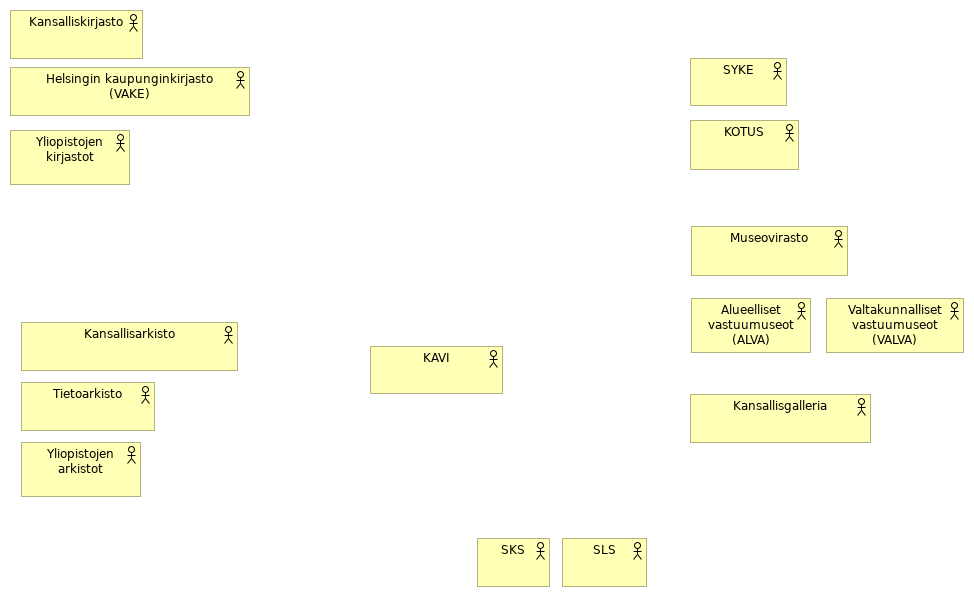 Kansalliskirjasto
Helsingin kaupunginkirjasto
(VAKE)
Yliopistojen
kirjastot
SYKE
KOTUS
Museovirasto
Alueelliset
vastuumuseot
(ALVA)
Valtakunnalliset
vastuumuseot
(VALVA)
Kansallisarkisto
Tietoarkisto
Yliopistojen
arkistot
KAVI
Kansallisgalleria
SKS
SLS